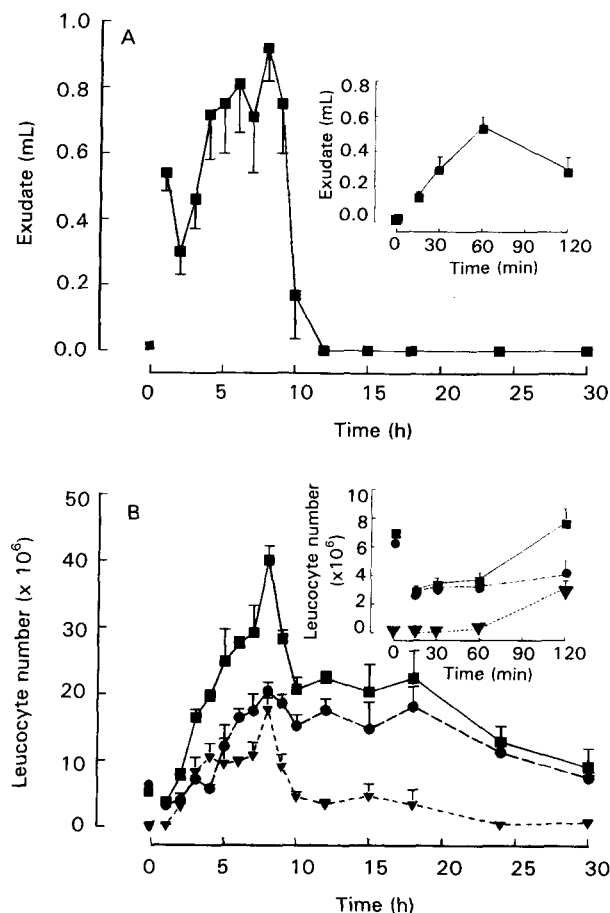 A
1.0
0.8
0.6
0.4
0.2
0.0
Exudate (mL)
0 5 10 15 20 25 30
Time (h)
0.8
0.6
0.4
0.2
0.0
Exudate (mL)
0 30 60 90 120
Time (min)
B
50
40
30
20
10
0
Leucocyte number (x 10⁶)
0 5 10 15 20 25 30
Time (h)
10
8
6
4
2
0
Leucocyte number
(x10⁶)
0 30 60 90 120
Time (min)